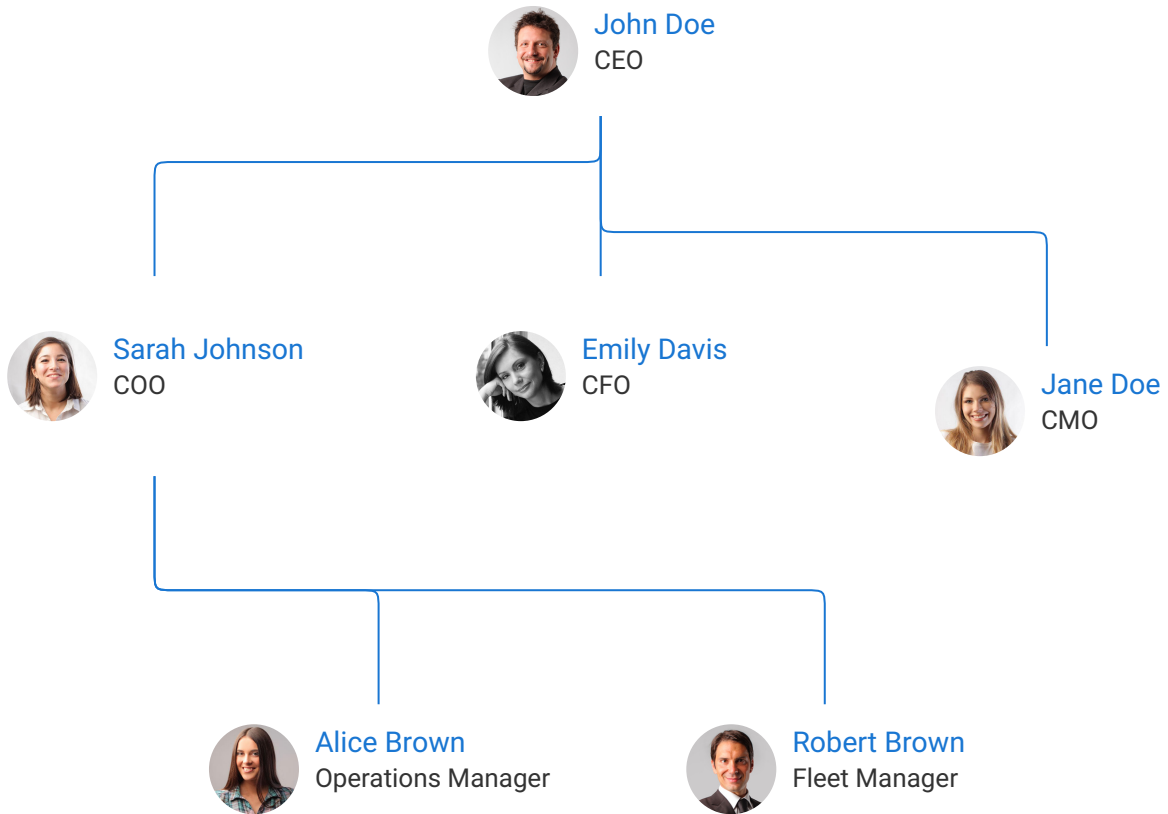 John Doe
CEO
Sarah Johnson
COO
Emily Davis
CFO
Jane Doe
CMO
Alice Brown
Operations Manager
Robert Brown
Fleet Manager